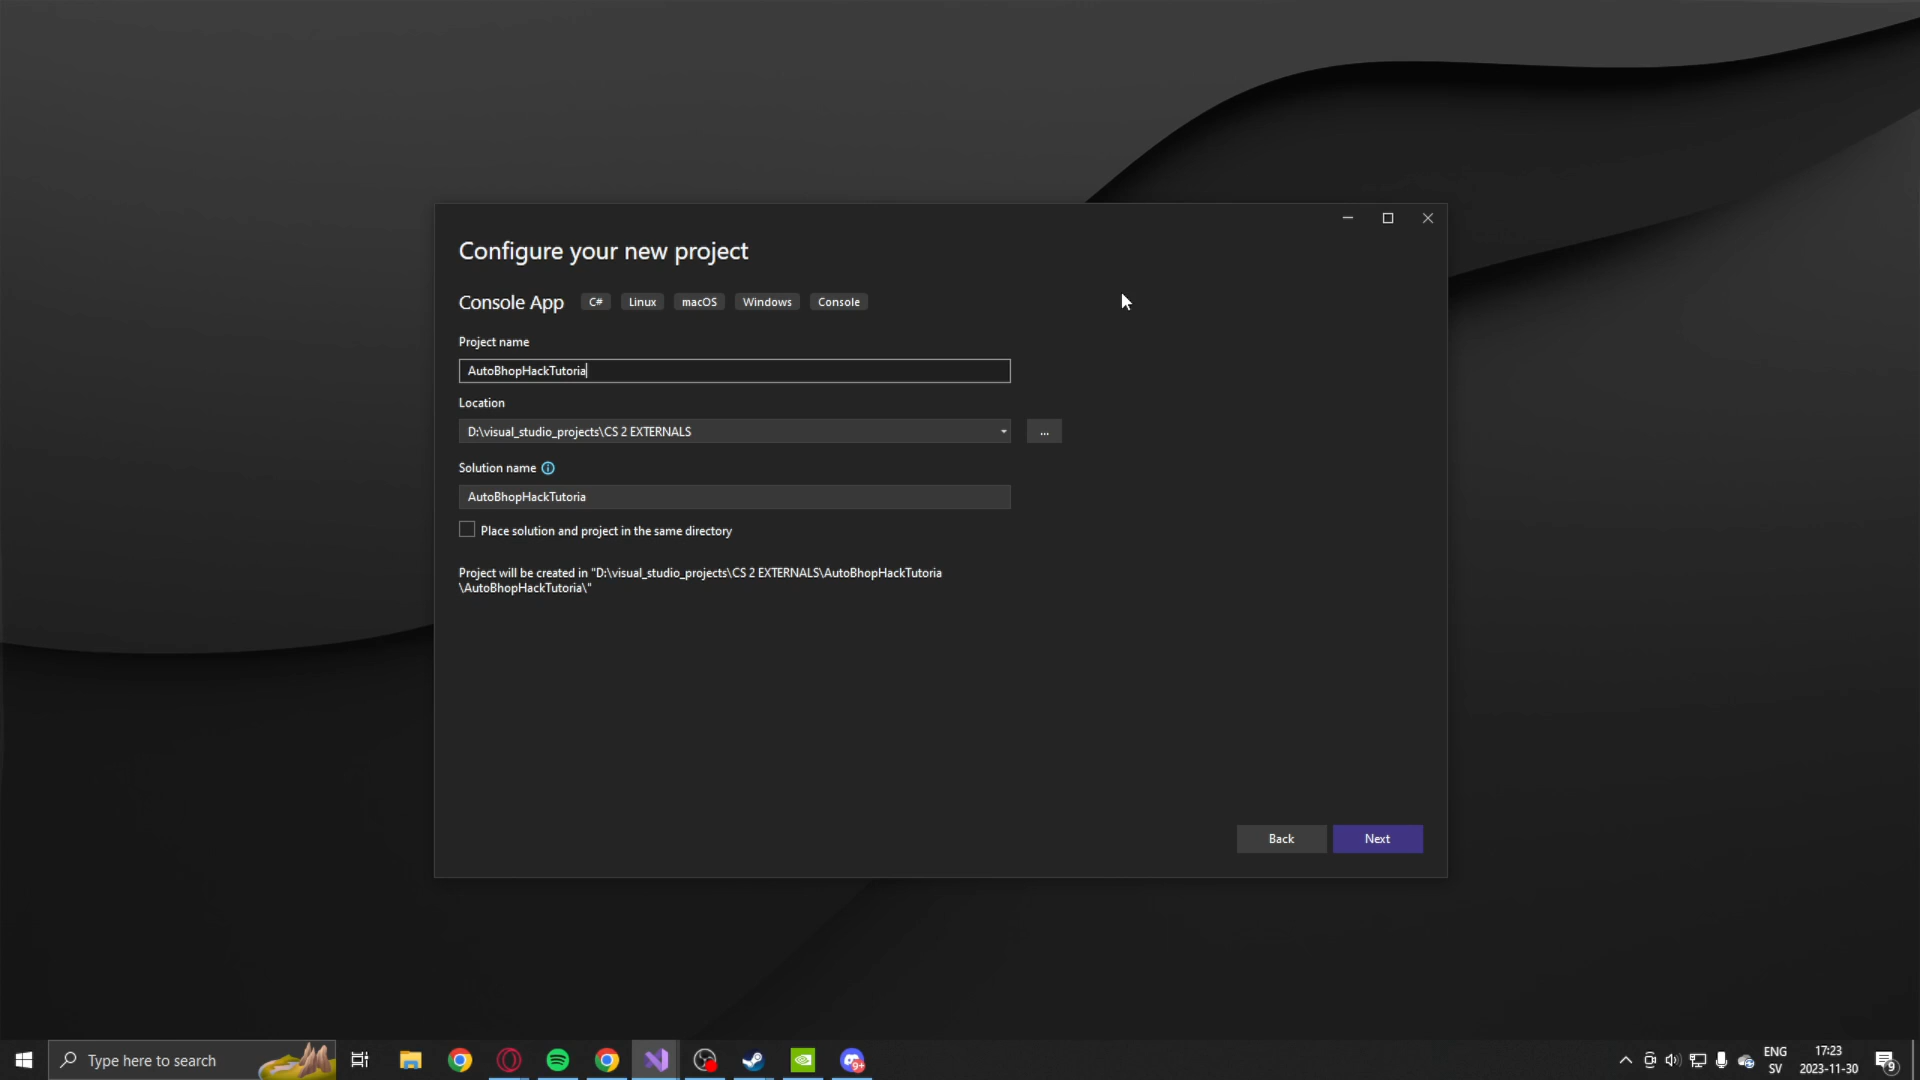 Configure your new project
Console App C# Linux macOS Windows Console
Project name
AutoBhopHackTutoria
Location
D:\visual_studio_projects\CS 2 EXTERNALS
...
Solution name
AutoBhopHackTutoria
Place solution and project in the same directory
Project will be created in "D:\visual_studio_projects\CS 2 EXTERNALS\AutoBhopHackTutoria
\AutoBhopHackTutoria\"
Back Next
Type here to search
9+
ENG
SV
17:23
2023-11-30
9